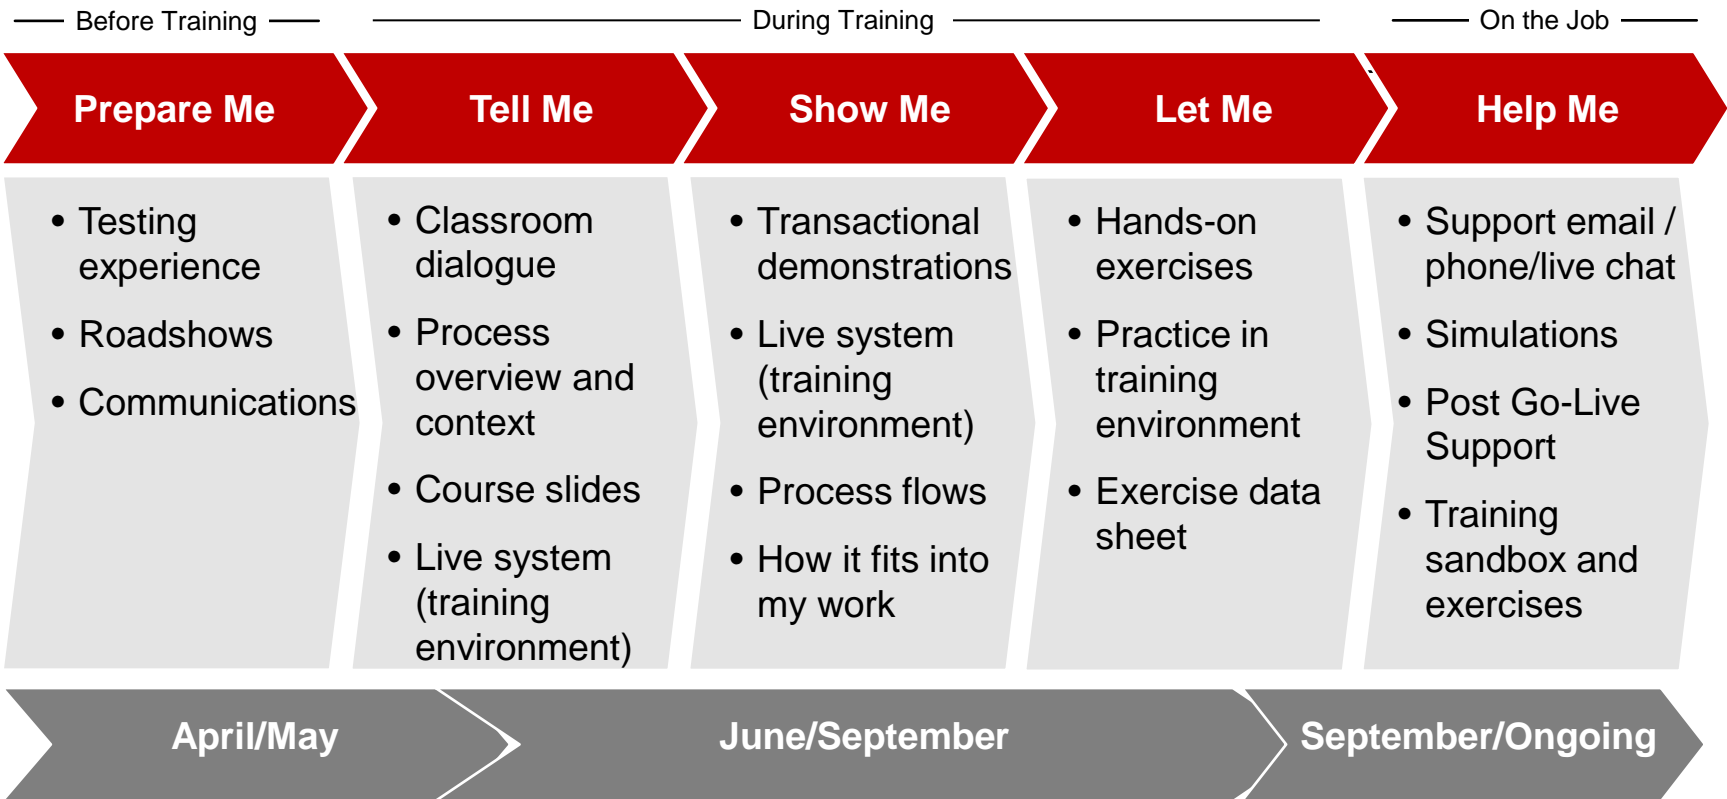 Before Training
During Training
On the Job
Prepare Me
Tell Me
Show Me
Let Me
Help Me
• Testing
experience
• Roadshows
• Communications
• Classroom
dialogue
• Process
overview and
context
• Course slides
• Live system
(training
environment)
• Transactional
demonstrations
• Live system
(training
environment)
• Process flows
• How it fits into
my work
• Hands-on
exercises
• Practice in
training
environment
• Exercise data
sheet
• Support email /
phone/live chat
• Simulations
• Post Go-Live
Support
• Training
sandbox and
exercises
April/May
June/September
September/Ongoing